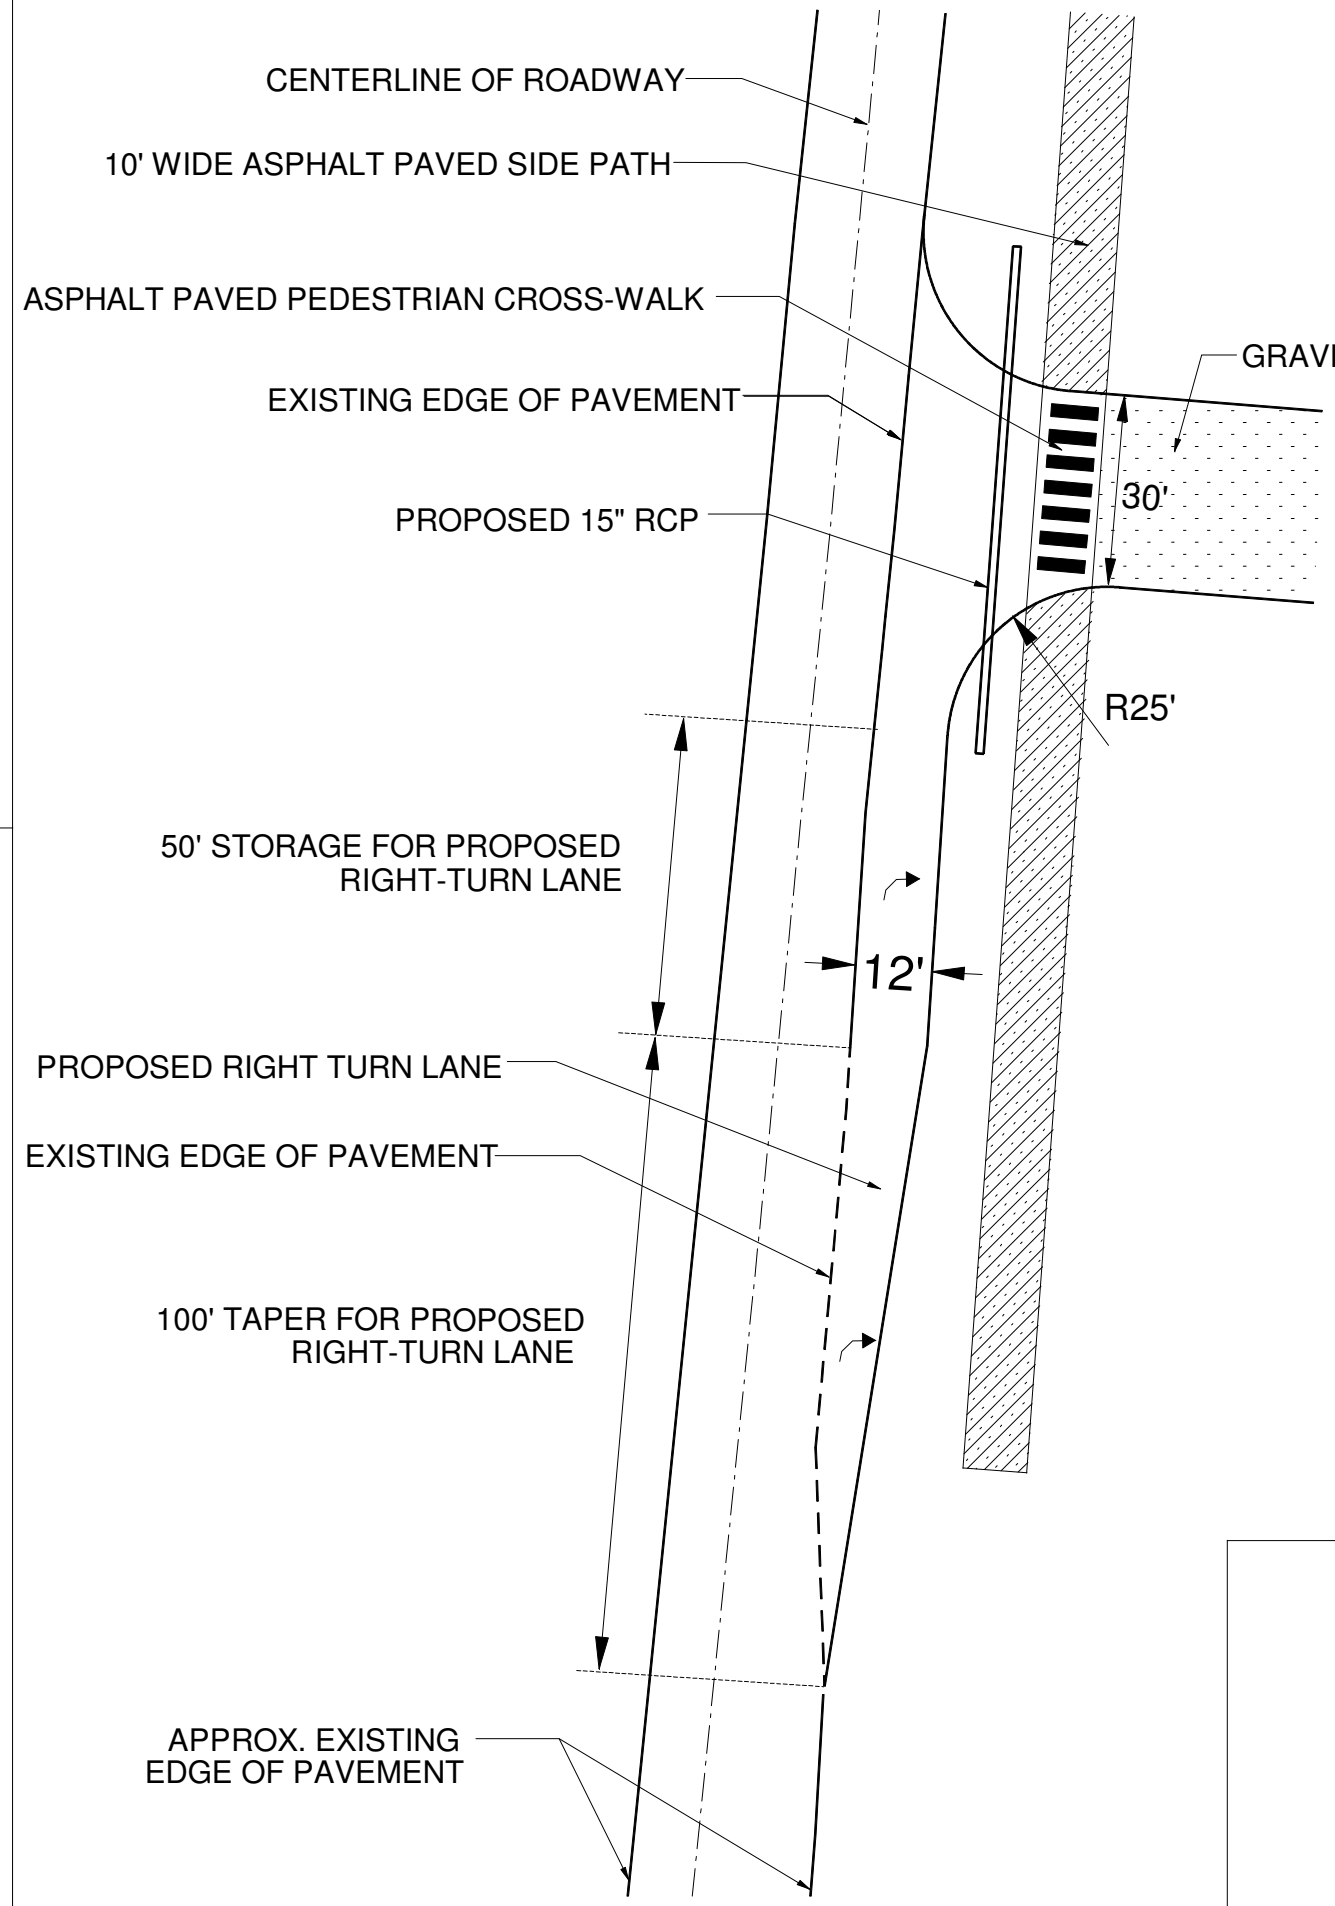 CENTERLINE OF ROADWAY
10' WIDE ASPHALT PAVED SIDE PATH
ASPHALT PAVED PEDESTRIAN CROSS-WALK
GRAV
EXISTING EDGE OF PAVEMENT
30'
PROPOSED 15" RCP
R25'
50' STORAGE FOR PROPOSED
RIGHT-TURN LANE
12'
PROPOSED RIGHT TURN LANE
EXISTING EDGE OF PAVEMENT
100' TAPER FOR PROPOSED
RIGHT-TURN LANE
APPROX. EXISTING
EDGE OF PAVEMENT